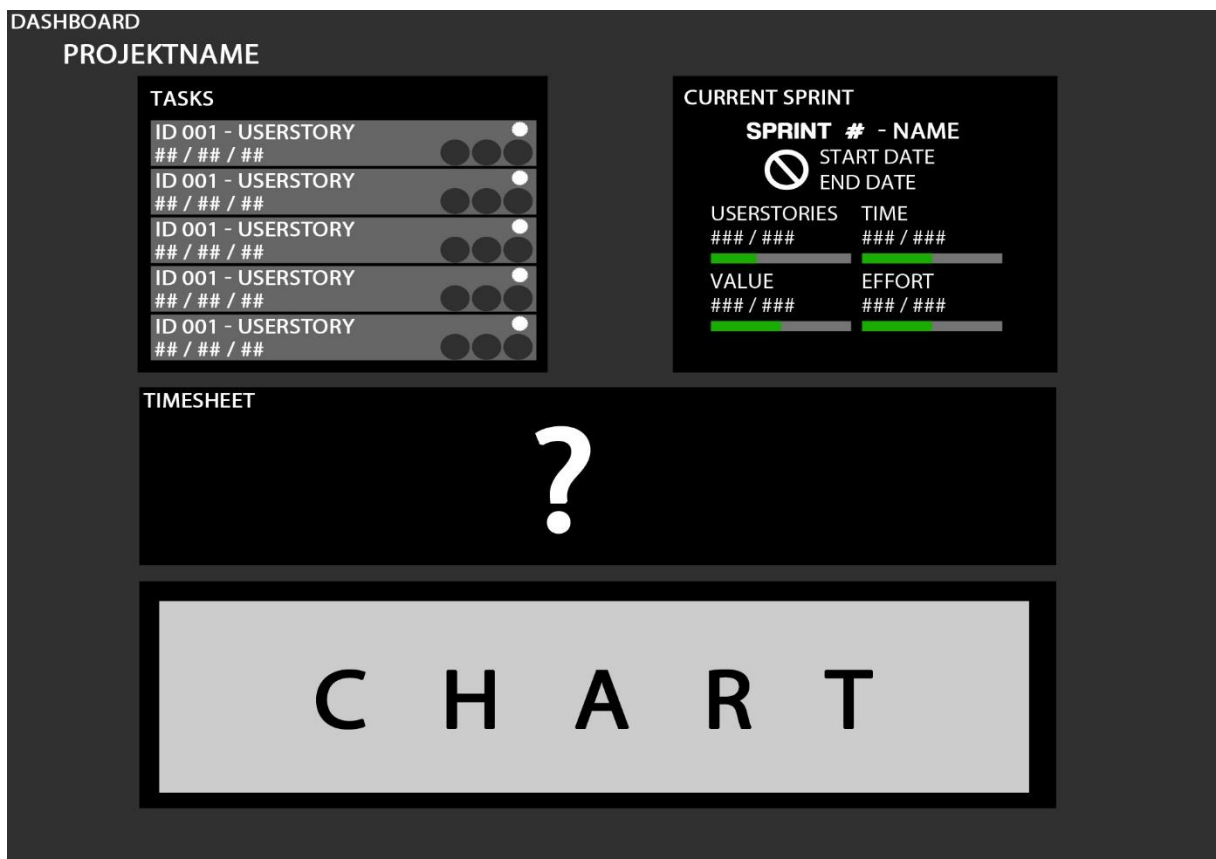 DASHBOARD
PROJEKTNAME
TASKS
ID 001 - USERSTORY
## / ## / ##
ID 001 - USERSTORY
## / ## / ##
ID 001 - USERSTORY
## / ## / ##
ID 001 - USERSTORY
## / ## / ##
ID 001 - USERSTORY
## / ## / ##
CURRENT SPRINT
SPRINT # - NAME
START DATE
END DATE
USERSTORIES TIME
### / ### ### / ###
VALUE EFFORT
### / ### ### / ###
TIMESHEET
?
C H A R T